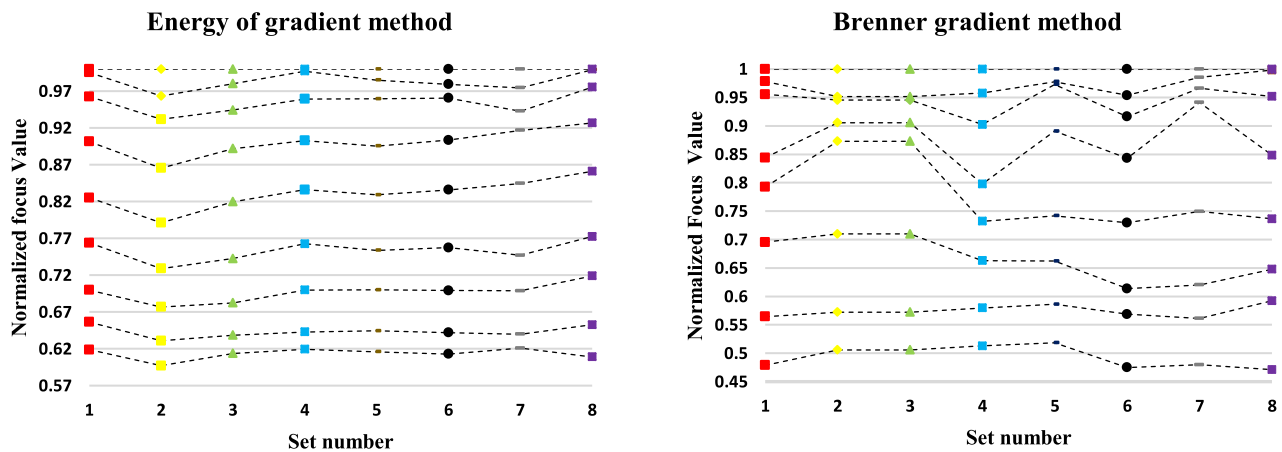 Energy of gradient method
Normalized focus Value
0.97
0.92
0.87
0.82
0.77
0.72
0.67
0.62
0.57
1 2 3 4 5 6 7 8
Set number
Brenner gradient method
Normalized Focus Value
1
0.95
0.9
0.85
0.8
0.75
0.7
0.65
0.6
0.55
0.5
0.45
1 2 3 4 5 6 7 8
Set number